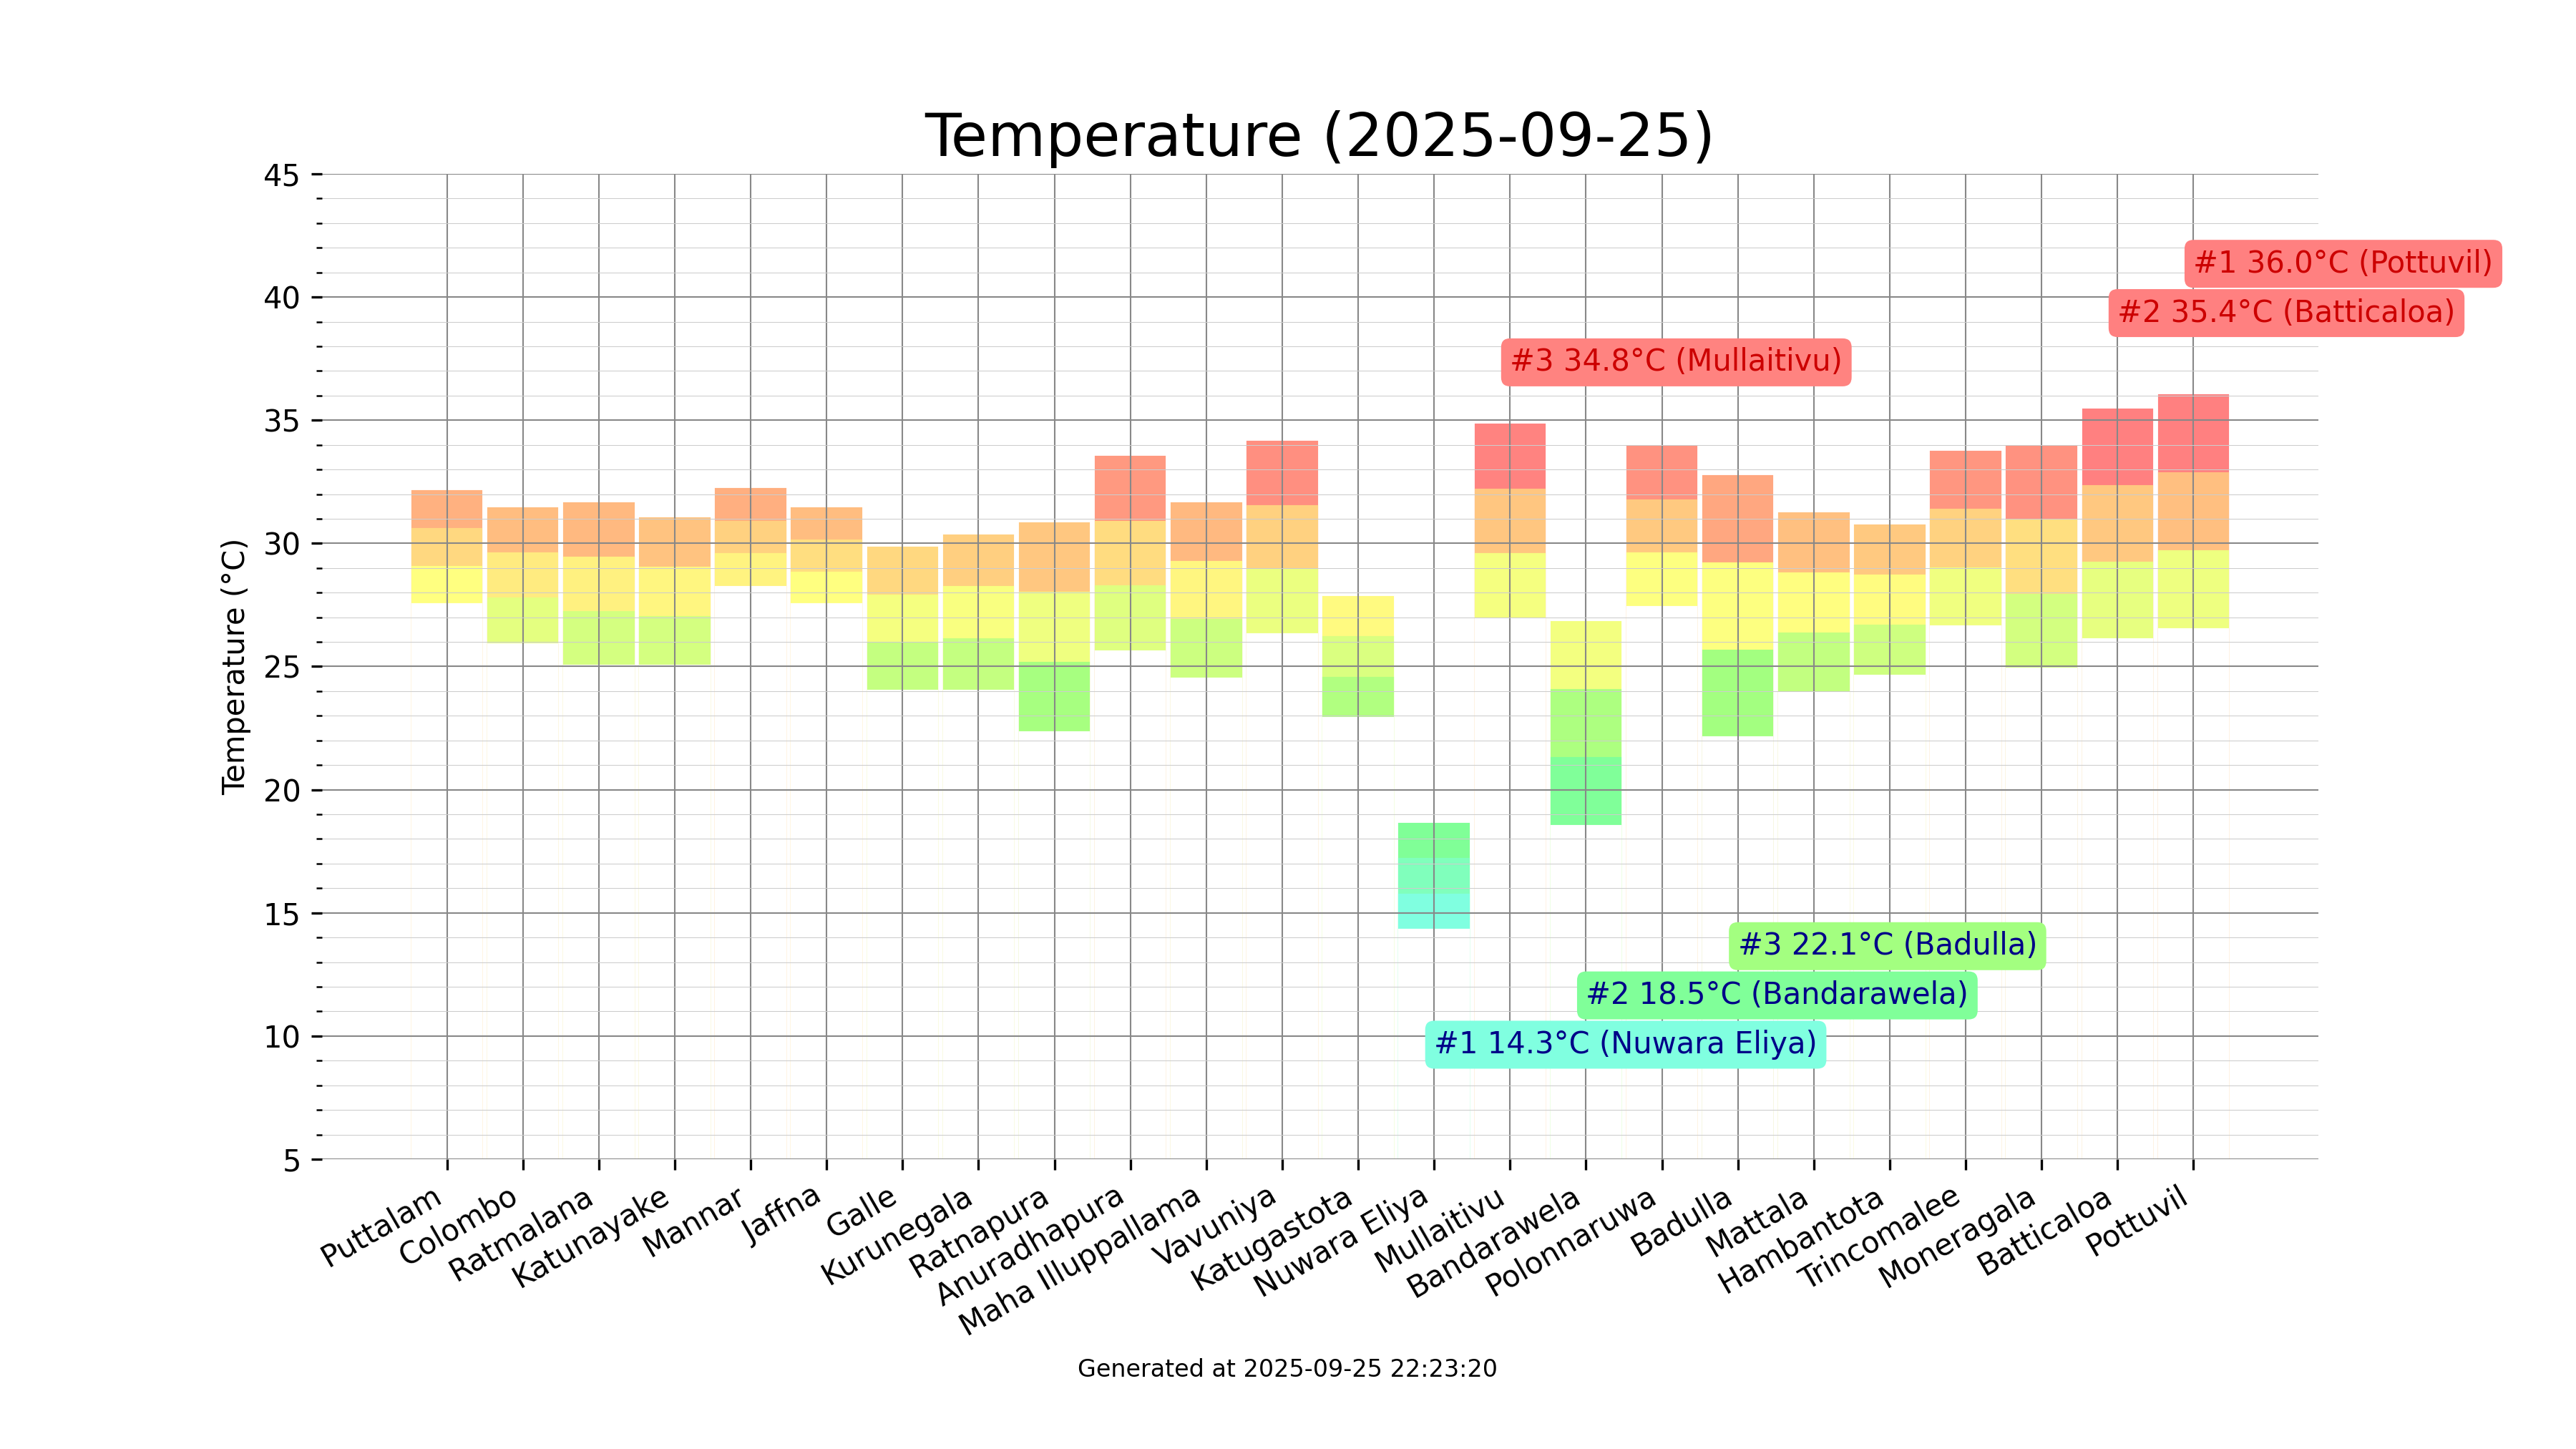 Temperature (2025-09-25)
45
40
35
30
25
20
15
10
5
Temperature (°C)
#1 36.0°C (Pottuvil)
#2 35.4°C (Batticaloa)
#3 34.8°C (Mullaitivu)
#3 22.1°C (Badulla)
#2 18.5°C (Bandarawela)
#1 14.3°C (Nuwara Eliya)
Puttalam
Colombo
Ratmalana
Katunayake
Mannar
Jaffna
Galle
Kurunegala
Ratnapura
Anuradhapura
Maha Illuppallama
Vavuniya
Katugastota
Nuwara Eliya
Mullaitivu
Bandarawela
Polonnaruwa
Badulla
Mattala
Hambantota
Trincomalee
Moneragala
Batticaloa
Pottuvil
Generated at 2025-09-25 22:23:20